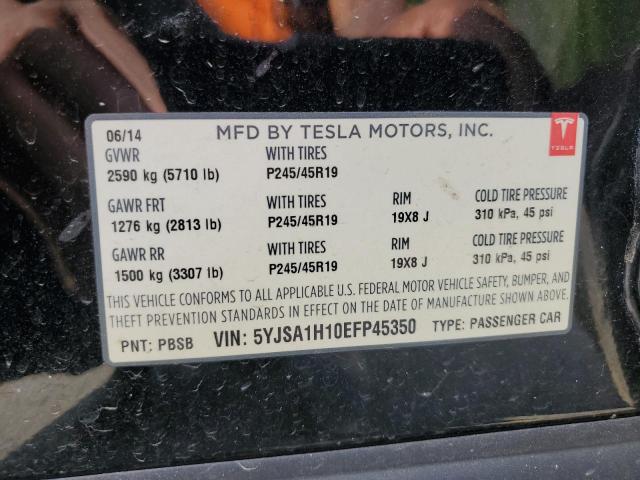 06/14 MFD BY TESLA MOTORS, INC.
TESLA
GVWR WITH TIRES
2590 kg (5710 lb) P245/45R19
GAWR FRT WITH TIRES RIM COLD TIRE PRESSURE
1276 kg (2813 lb) P245/45R19 19X8 J 310 kPa, 45 psi
GAWR RR WITH TIRES RIM COLD TIRE PRESSURE
1500 kg (3307 lb) P245/45R19 19X8 J 310 kPa, 45 psi
THIS VEHICLE CONFORMS TO ALL APPLICABLE U.S. FEDERAL MOTOR VEHICLE SAFETY, BUMPER, AND
THEFT PREVENTION STANDARDS IN EFFECT ON THE DATE OF MANUFACTURE SHOWN ABOVE.
PNT: PBSB VIN: 5YJSA1H10EFP45350 TYPE: PASSENGER CAR